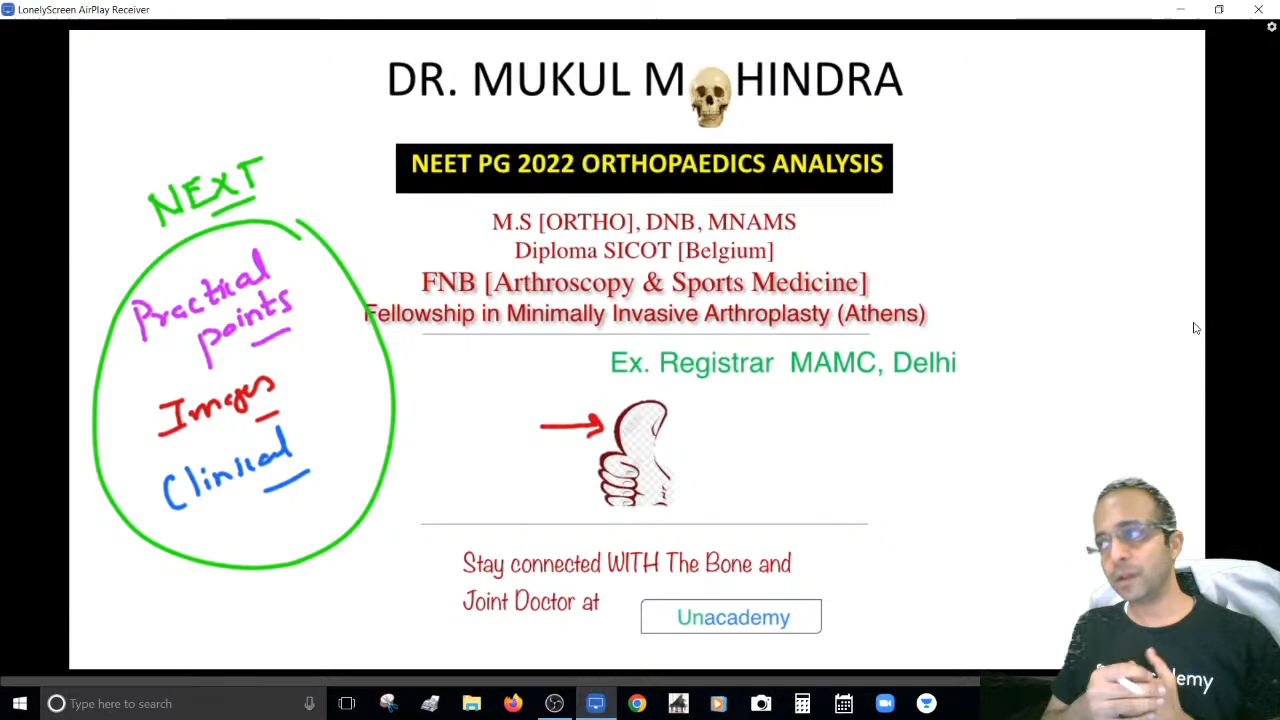 LonelyScreen AirPlay Receiver
DR. MUKUL M HINDRA
NEET PG 2022 ORTHOPAEDICS ANALYSIS
M.S [ORTHO], DNB, MNAMS
Diploma SICOT [Belgium]
FNB [Arthroscopy & Sports Medicine]
Fellowship in Minimally Invasive Arthroplasty (Athens)
Ex. Registrar MAMC, Delhi
NEXT
Practical
points
Images
Clinical
Stay connected WITH The Bone and
Joint Doctor at
Unacademy
Type here to search